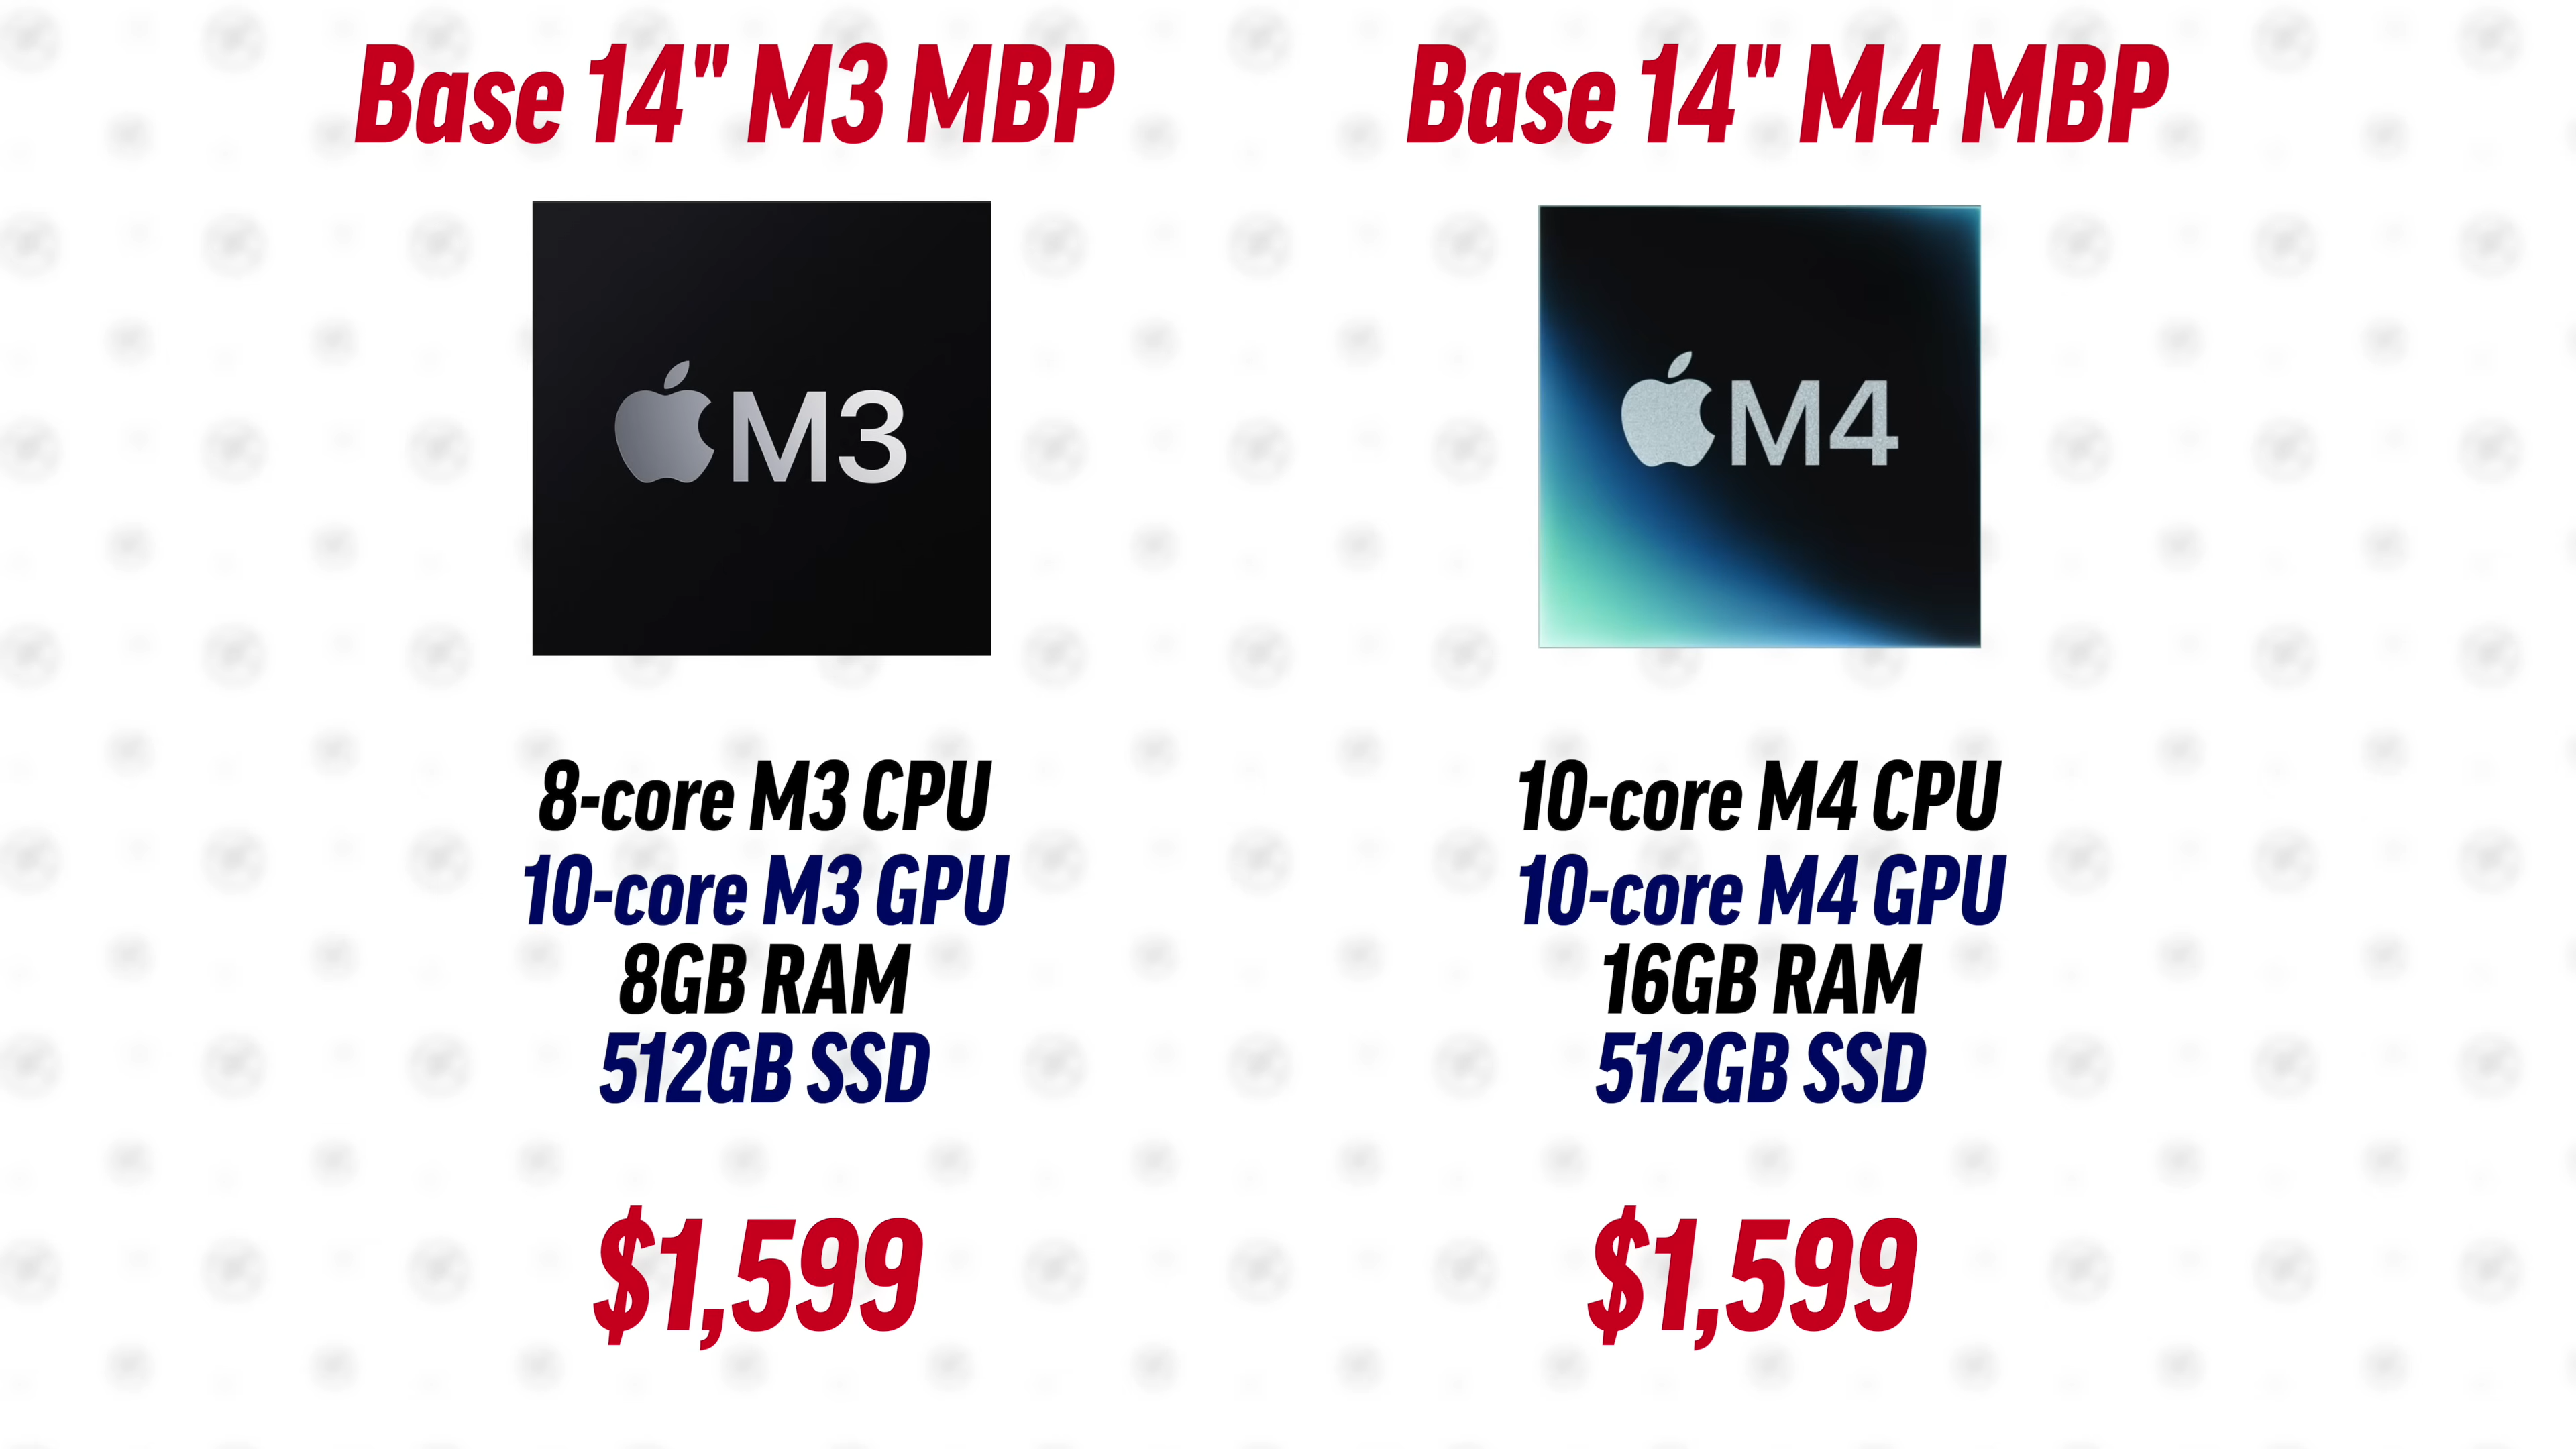 Base 14" M3 MBP
M3
8-core M3 CPU
10-core M3 GPU
8GB RAM
512GB SSD
$1,599
Base 14" M4 MBP
M4
10-core M4 CPU
10-core M4 GPU
16GB RAM
512GB SSD
$1,599